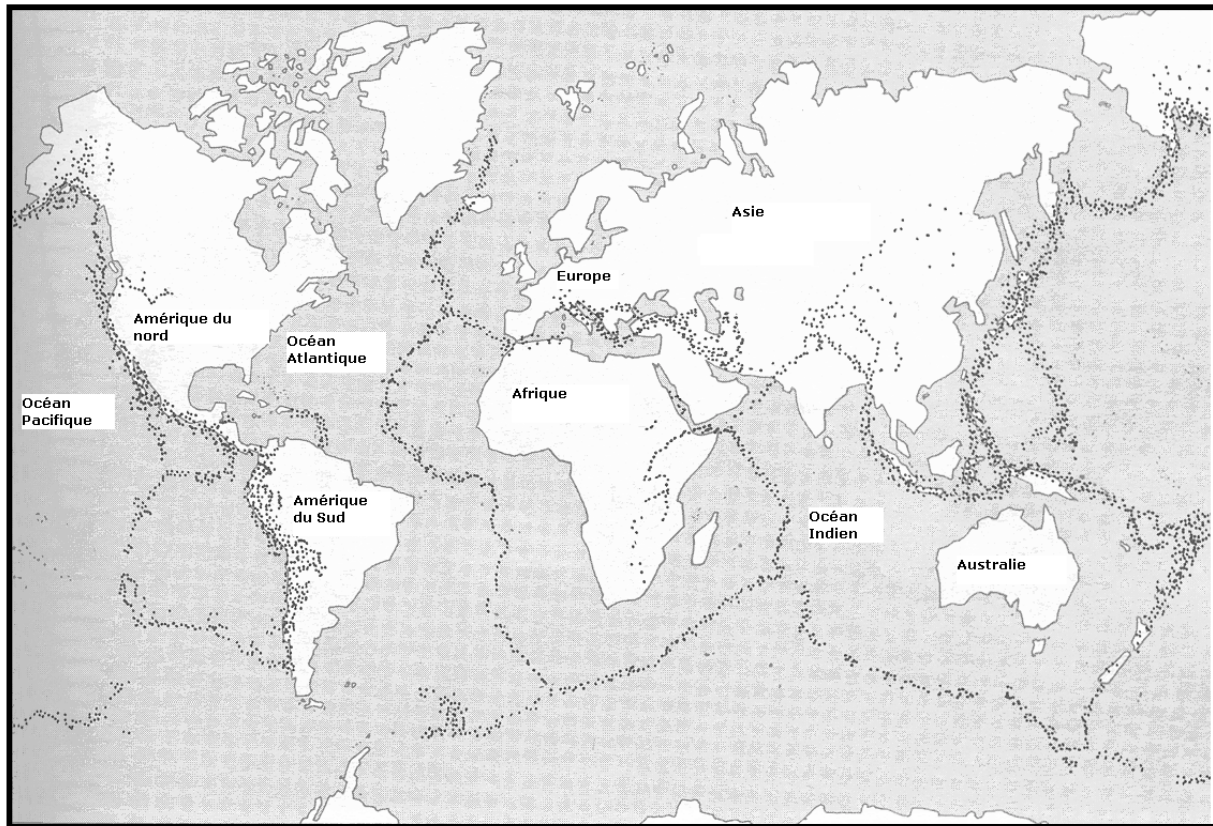 Asie
Europe
Amérique du
nord
Océan
Atlantique
Afrique
Océan
Pacifique
Amérique
du Sud
Océan
Indien
Australie